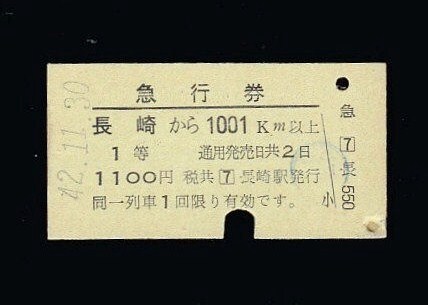 42.11.30
急行券
長崎から1001Km以上
1等 通用発売日共2日
1100円 税共 7 長崎駅発行
同一列車1回限り有効です。
小
急
7
長
550